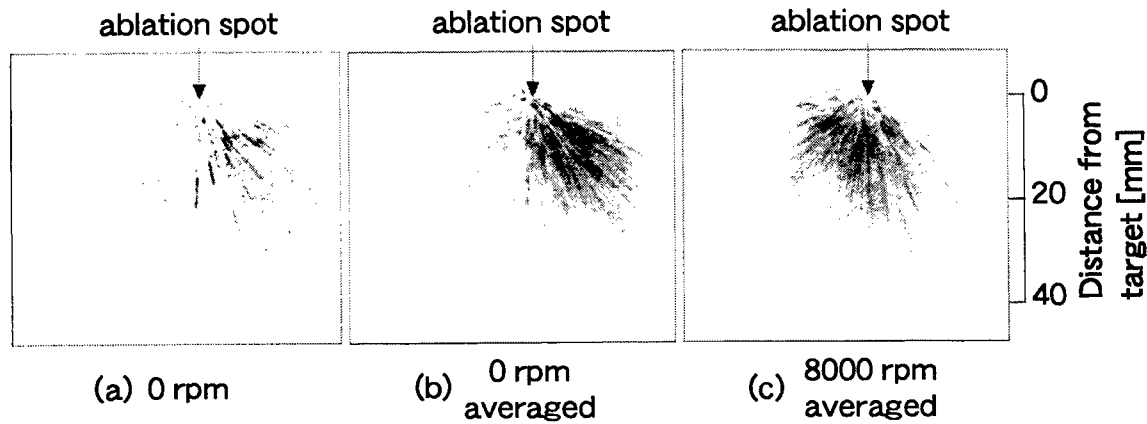 ablation spot
ablation spot
ablation spot
0
20
40
Distance from
target [mm]
(a) 0 rpm
(b) 0 rpm
averaged
(c) 8000 rpm
averaged